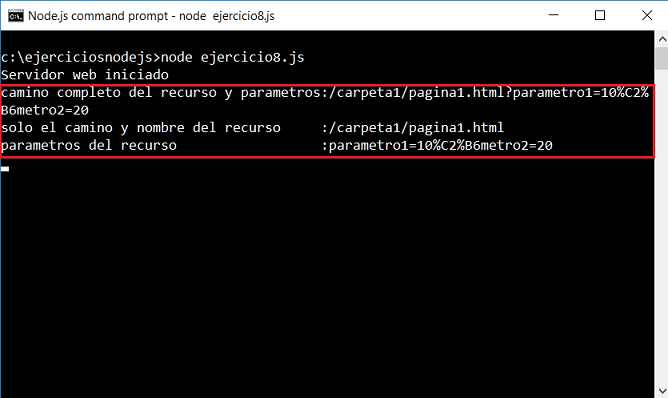 Node.js command prompt - node  ejercicio8.js
c:\ejerciciosnodejs>node ejercicio8.js
Servidor web iniciado
camino completo del recurso y parametros:/carpeta1/pagina1.html?parametro1=10%C2%
B6metro2=20
solo el camino y nombre del recurso     :/carpeta1/pagina1.html
parametros del recurso                  :parametro1=10%C2%B6metro2=20